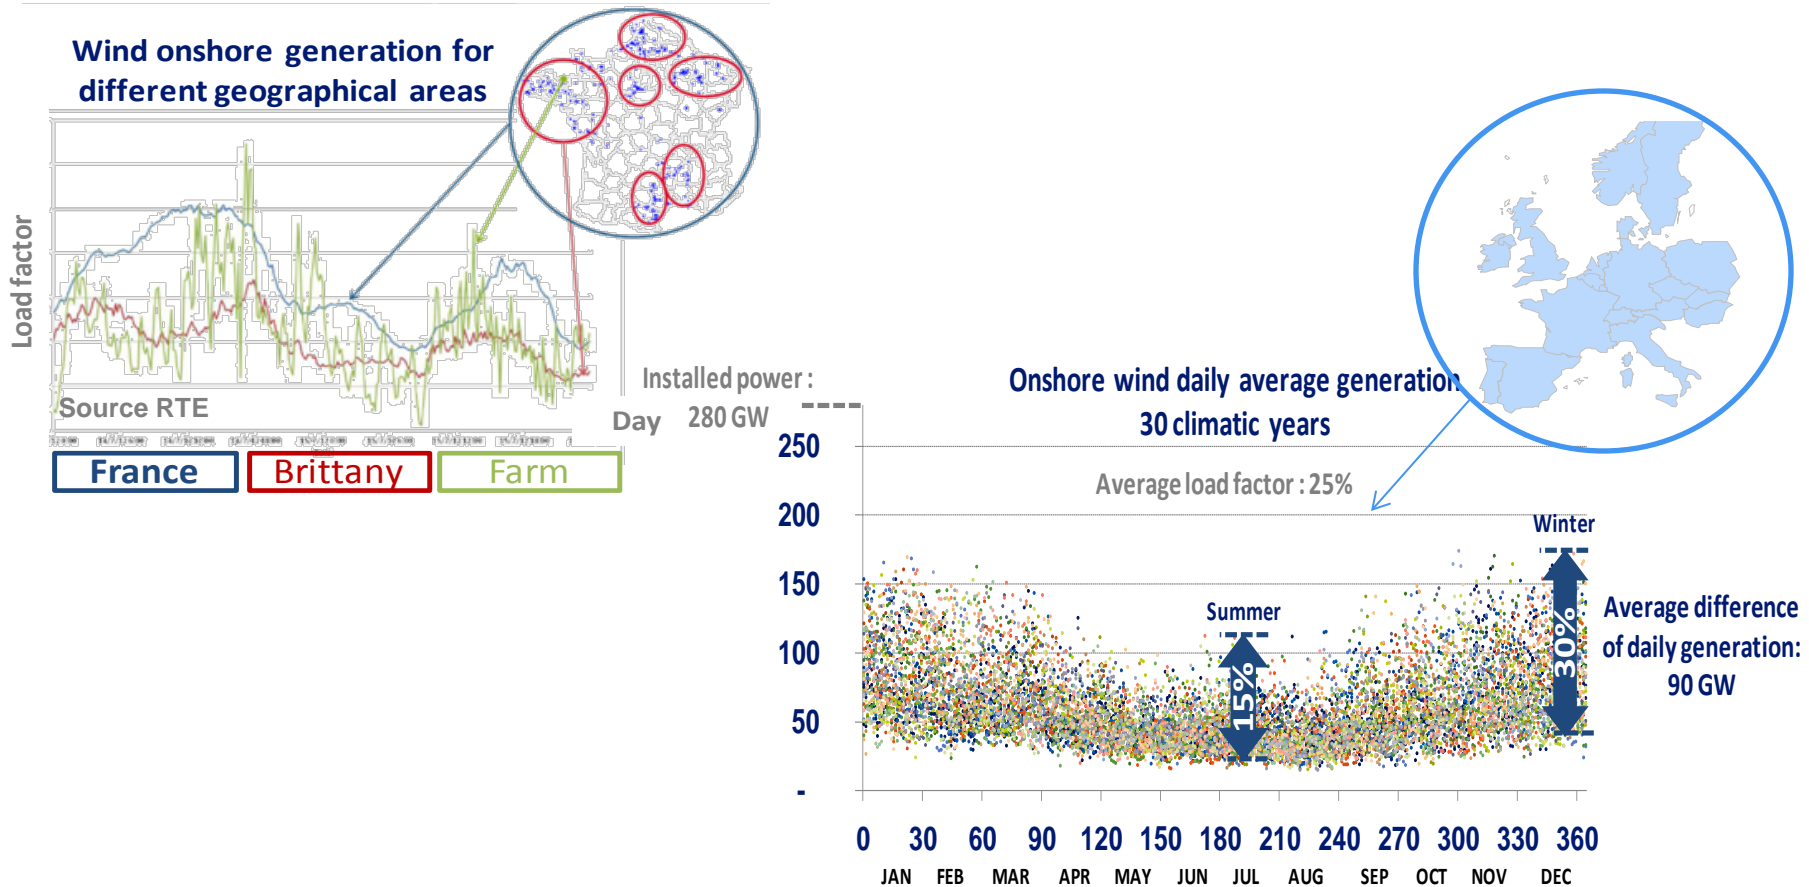 Wind onshore generation for
different geographical areas
Load factor
Source RTE
Day
France
Brittany
Farm
Installed power :
280 GW
Onshore wind daily average generation
30 climatic years
Average load factor : 25%
250
200
150
100
50
-
Summer
15%
Winter
30%
Average difference
of daily generation:
90 GW
0 30 60 90 120 150 180 210 240 270 300 330 360
JAN FEB MAR APR MAY JUN JUL AUG SEP OCT NOV DEC